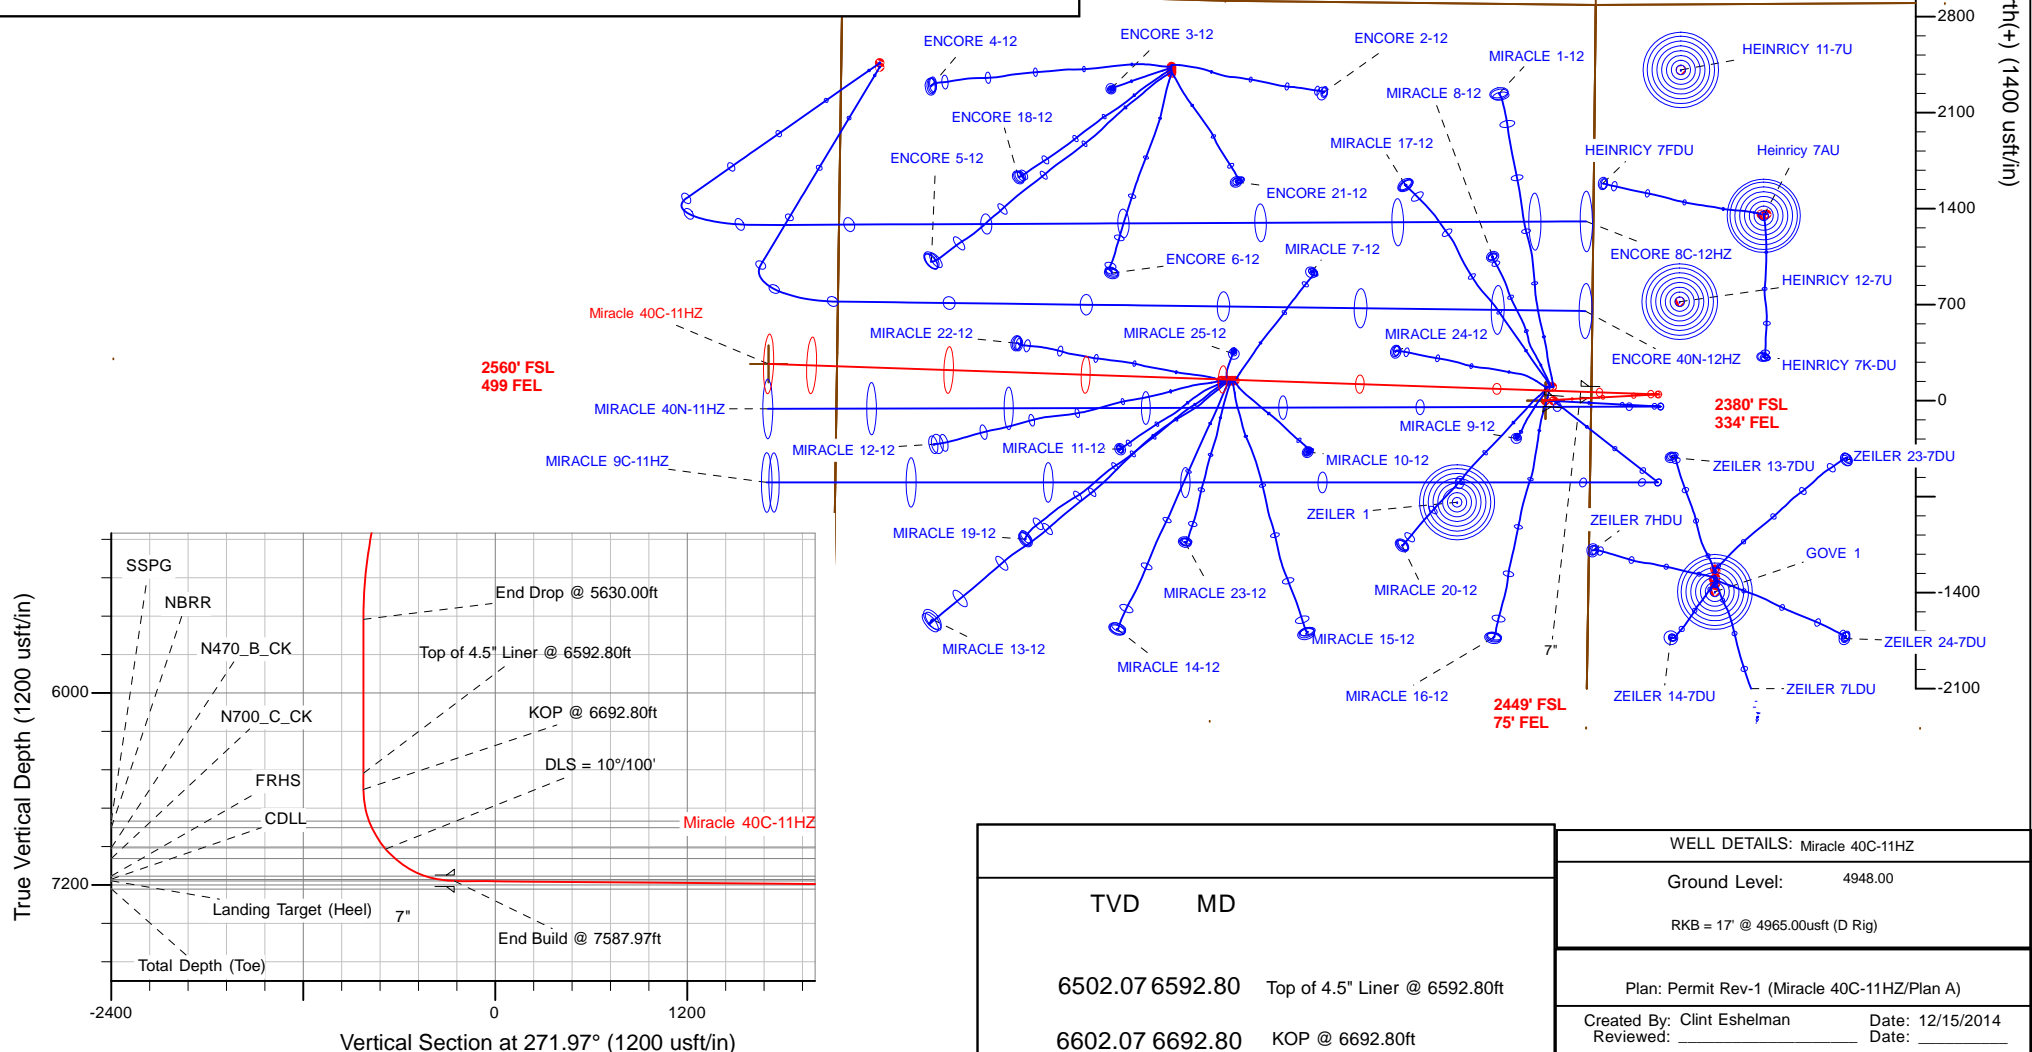 ENCORE 4-12
ENCORE 3-12
ENCORE 2-12
MIRACLE 1-12
HEINRICY 11-7U
2800
rth(+) (1400 usft/in)
MIRACLE 8-12
2100
ENCORE 18-12
ENCORE 5-12
MIRACLE 17-12
HEINRICY 7FDU
Heinricy 7AU
ENCORE 21-12
1400
MIRACLE 7-12
ENCORE 6-12
ENCORE 8C-12HZ
HEINRICY 12-7U
700
Miracle 40C-11HZ
MIRACLE 22-12
MIRACLE 25-12
MIRACLE 24-12
ENCORE 40N-12HZ
HEINRICY 7K-DU
2560' FSL
499 FEL
MIRACLE 40N-11HZ
0
2380' FSL
334' FEL
MIRACLE 9-12
MIRACLE 12-12
MIRACLE 11-12
MIRACLE 10-12
MIRACLE 9C-11HZ
ZEILER 13-7DU
ZEILER 23-7DU
ZEILER 1
ZEILER 7HDU
MIRACLE 19-12
GOVE 1
MIRACLE 23-12
MIRACLE 20-12
-1400
MIRACLE 13-12
MIRACLE 14-12
MIRACLE 15-12
7"
ZEILER 24-7DU
MIRACLE 16-12
ZEILER 14-7DU
ZEILER 7LDU
-2100
2449' FSL
75' FEL
True Vertical Depth (1200 usft/in)
SSPG
NBRR
N470_B_CK
N700_C_CK
FRHS
CDLL
End Drop @ 5630.00ft
Top of 4.5" Liner @ 6592.80ft
6000
KOP @ 6692.80ft
DLS = 10°/100'
Miracle 40C-11HZ
7200
Landing Target (Heel)
7"
End Build @ 7587.97ft
Total Depth (Toe)
-2400
0
1200
Vertical Section at 271.97° (1200 usft/in)
TVD MD
6502.07 6592.80 Top of 4.5" Liner @ 6592.80ft
6602.07 6692.80 KOP @ 6692.80ft
WELL DETAILS: Miracle 40C-11HZ
Ground Level: 4948.00
RKB = 17' @ 4965.00usft (D Rig)
Plan: Permit Rev-1 (Miracle 40C-11HZ/Plan A)
Created By: Clint Eshelman Date: 12/15/2014
Reviewed: ____________________ Date: __________